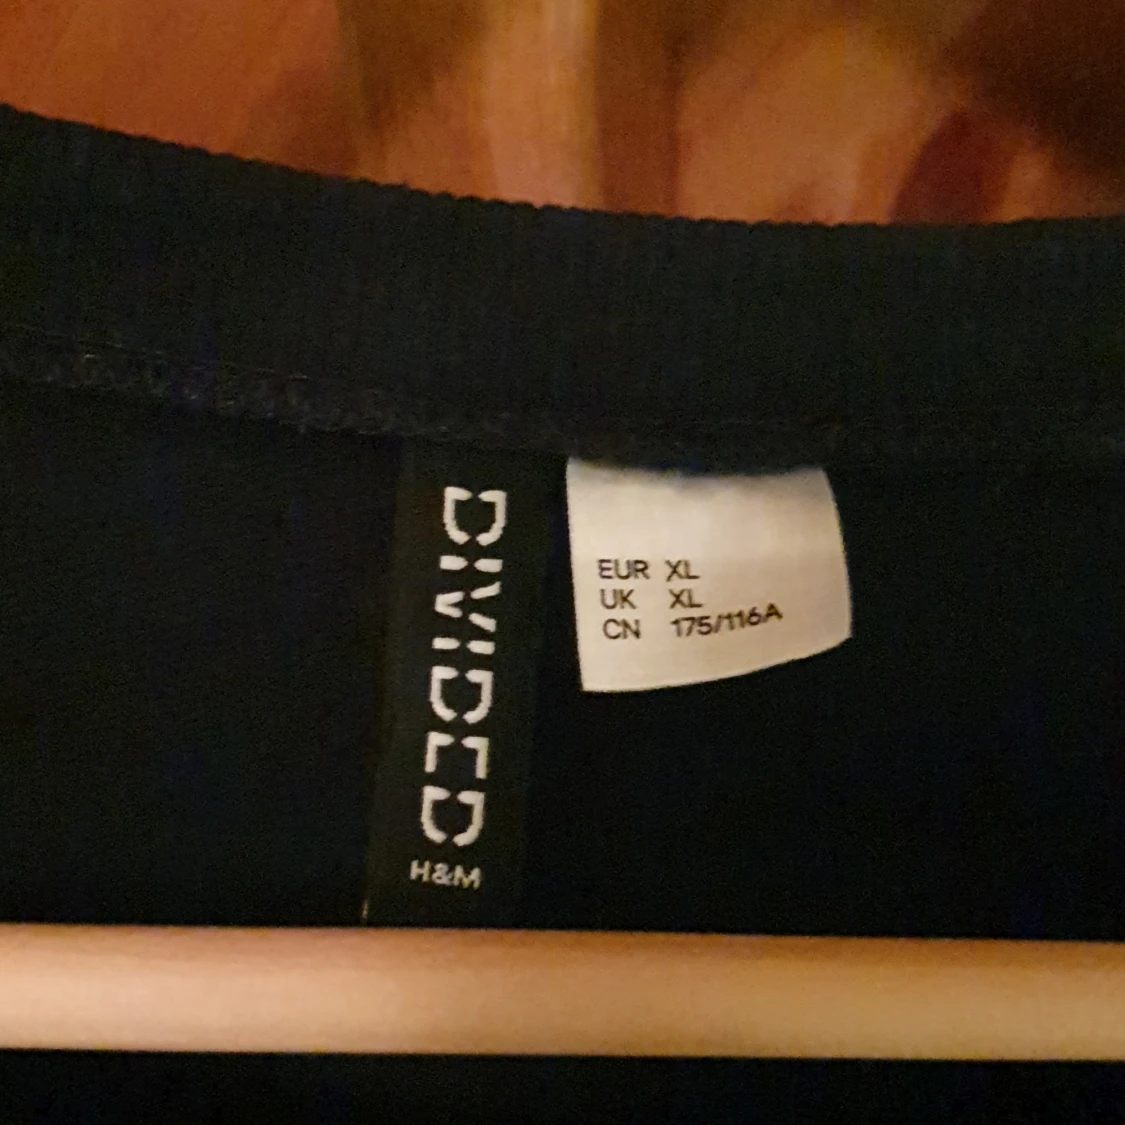 DIVIDED
H&M
EUR XL
UK XL
CN 175/116A